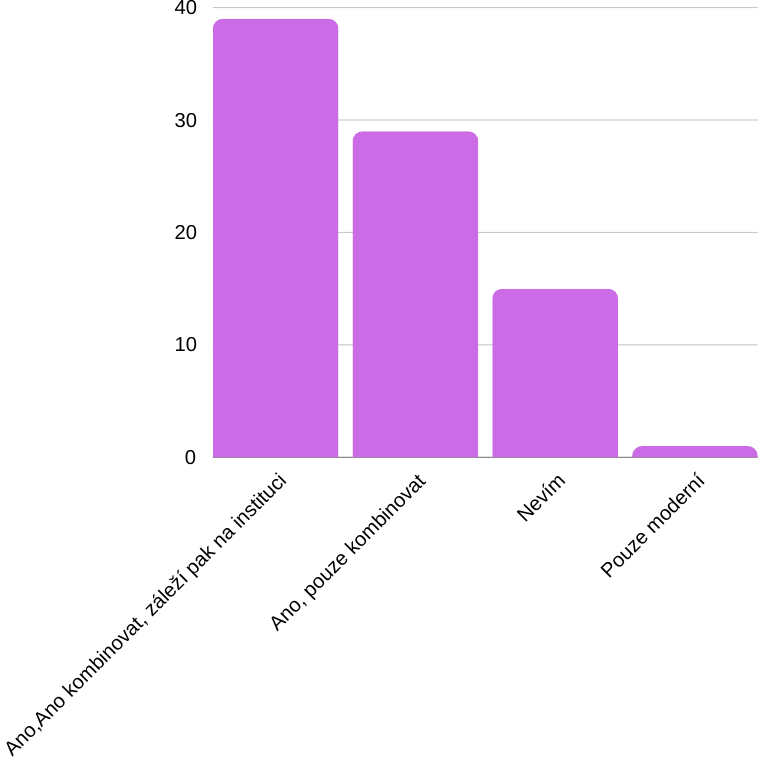 40
30
20
10
0
Ano,Ano kombinovat, záleží pak na instituci
Ano, pouze kombinovat
Nevím
Pouze moderní